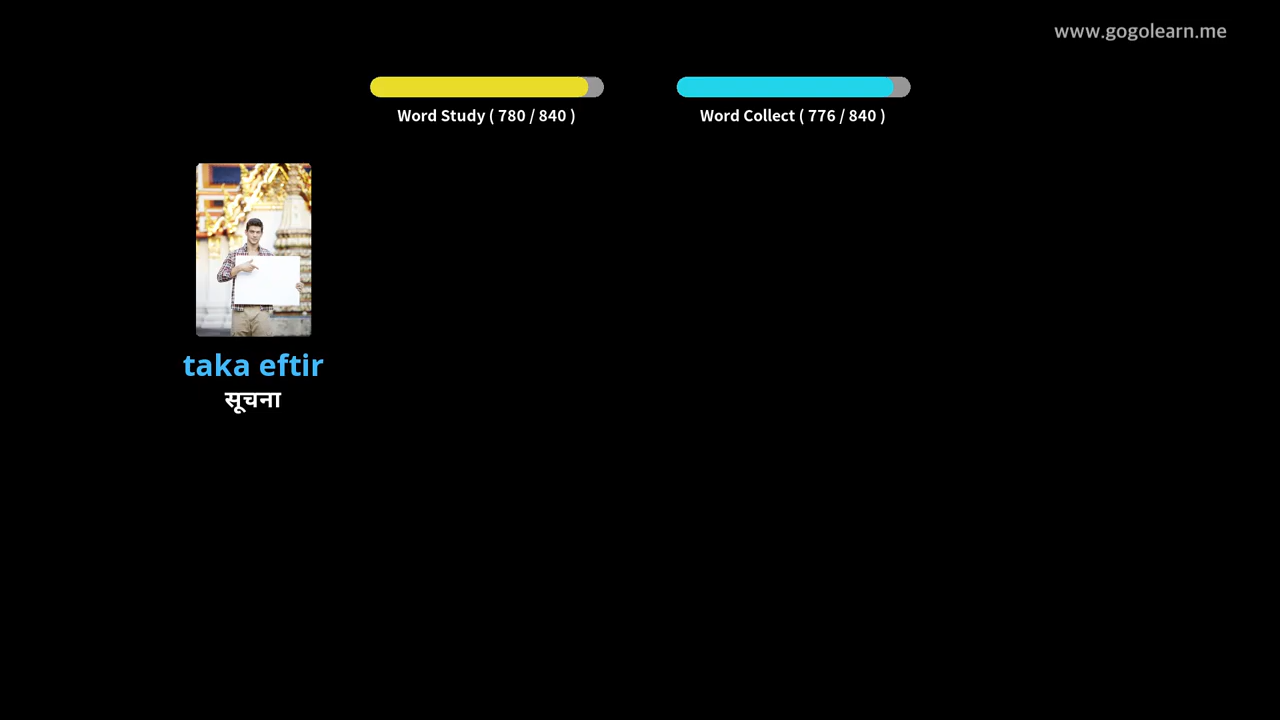 www.gogolearn.me
Word Study ( 780 / 840 )
Word Collect ( 776 / 840 )
taka eftir
सूचना